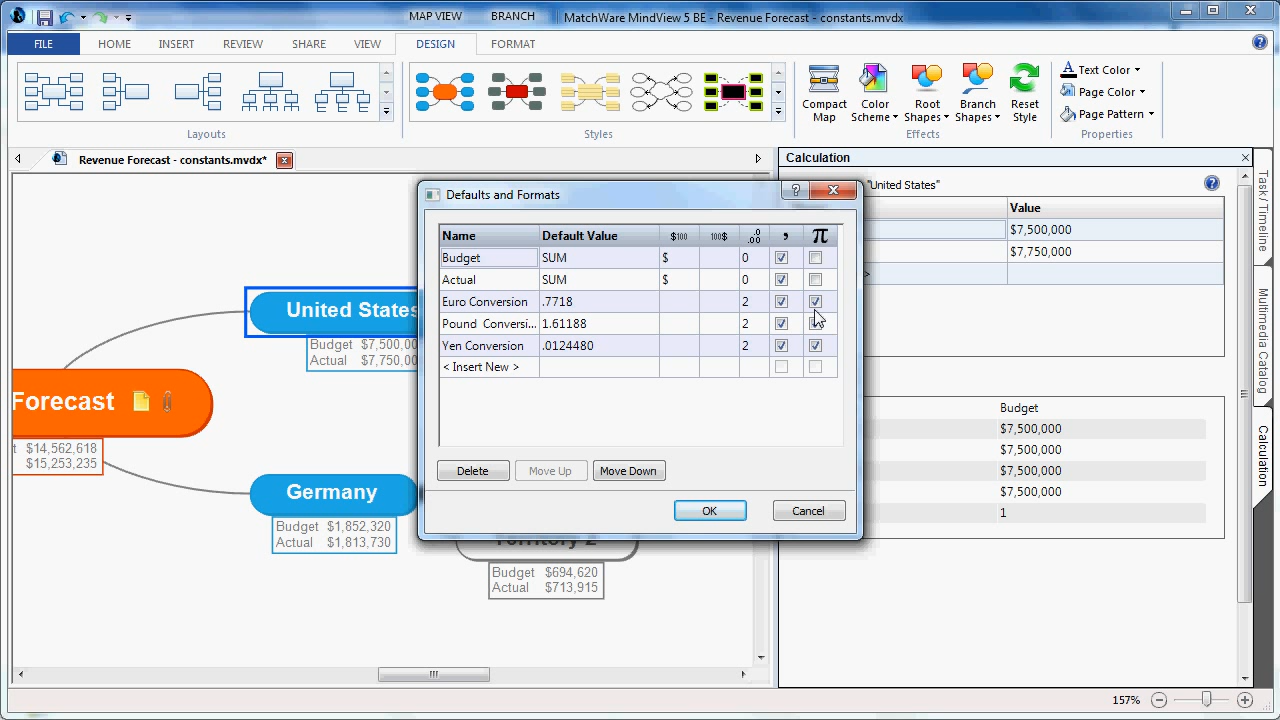 MAP VIEW BRANCH MatchWare MindView 5 BE - Revenue Forecast - constants.mvdx
FILE HOME INSERT REVIEW SHARE VIEW DESIGN FORMAT
Compact Map
Color Scheme
Root Shapes
Branch Shapes
Reset Style
Text Color
Page Color
Page Pattern
Layouts Styles Effects Properties
Revenue Forecast - constants.mvdx*
Calculation
"United States"
Value
$7,500,000
$7,750,000
>
Budget
$7,500,000
$7,500,000
$7,500,000
$7,500,000
1
Task/Timeline
Multimedia Catalog
Calculation
United States
Budget $7,500,00
Actual $7,750,00
Forecast
t $14,562,618
$15,253,235
Germany
Budget $1,852,320
Actual $1,813,730
Territory 2
Budget $694,620
Actual $713,915
Defaults and Formats
Name Default Value $100 100$ .0 .00 , π
Budget SUM $ 0
Actual SUM $ 0
Euro Conversion .7718 2
Pound Conversi... 1.61188 2
Yen Conversion .0124480 2
< Insert New >
Delete Move Up Move Down
OK Cancel
157%